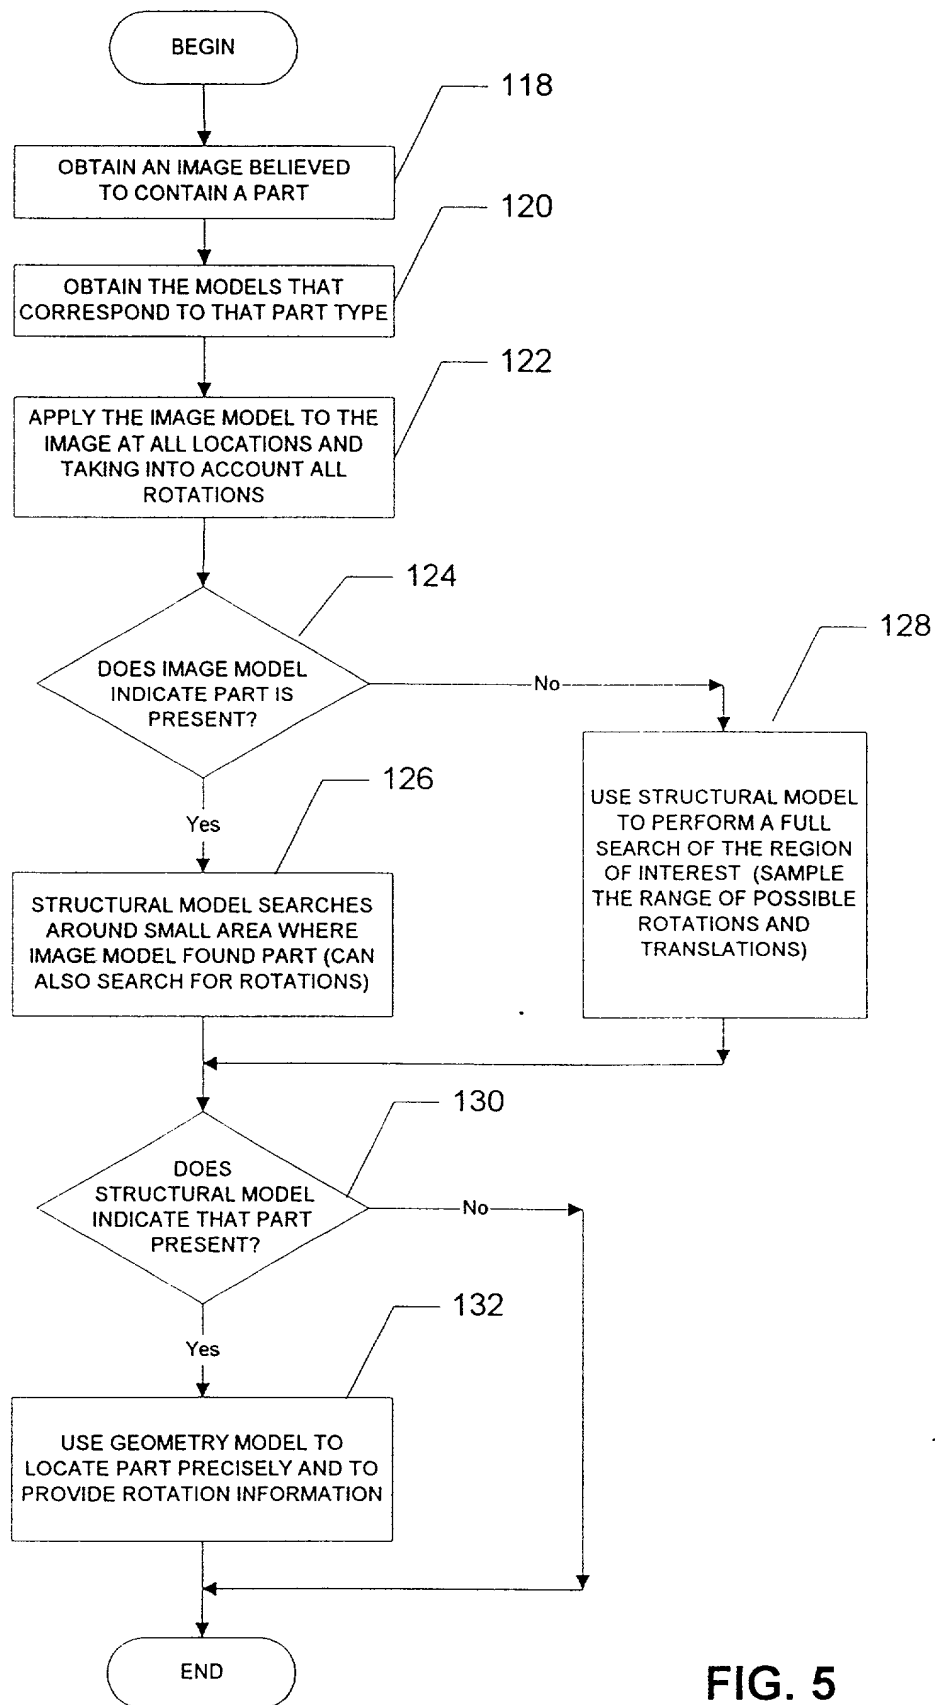 BEGIN
118
OBTAIN AN IMAGE BELIEVED
TO CONTAIN A PART
120
OBTAIN THE MODELS THAT
CORRESPOND TO THAT PART TYPE
122
APPLY THE IMAGE MODEL TO THE
IMAGE AT ALL LOCATIONS AND
TAKING INTO ACCOUNT ALL
ROTATIONS
124
DOES IMAGE MODEL
INDICATE PART IS
PRESENT?
No
128
USE STRUCTURAL MODEL
TO PERFORM A FULL
SEARCH OF THE REGION
OF INTEREST (SAMPLE
THE RANGE OF POSSIBLE
ROTATIONS AND
TRANSLATIONS)
Yes
126
STRUCTURAL MODEL SEARCHES
AROUND SMALL AREA WHERE
IMAGE MODEL FOUND PART (CAN
ALSO SEARCH FOR ROTATIONS)
130
DOES
STRUCTURAL MODEL
INDICATE THAT PART
PRESENT?
No
Yes
132
USE GEOMETRY MODEL TO
LOCATE PART PRECISELY AND TO
PROVIDE ROTATION INFORMATION
END
FIG. 5